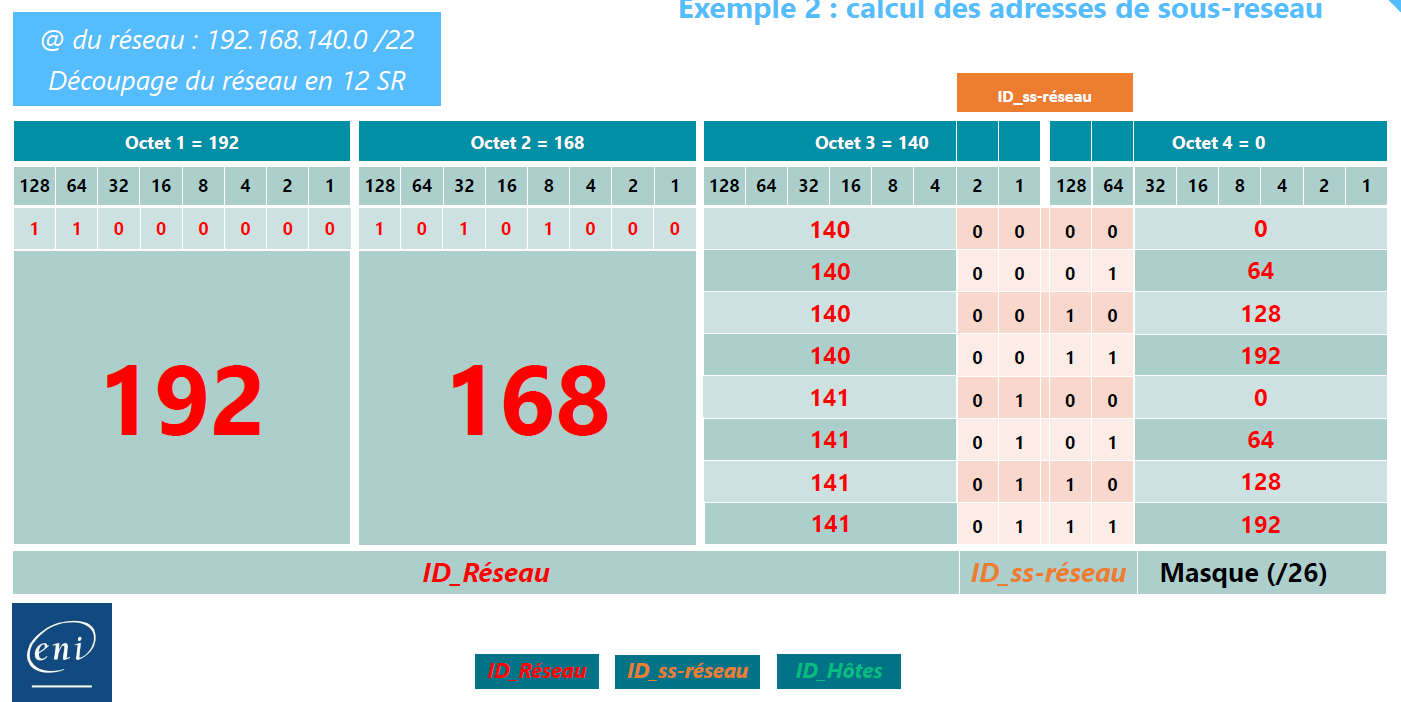 Exemple 2 : calcul des adresses de sous-réseau
@ du réseau : 192.168.140.0 /22
Découpage du réseau en 12 SR
ID_ss-réseau
Octet 1 = 192 Octet 2 = 168 Octet 3 = 140 Octet 4 = 0
128 64 32 16 8 4 2 1 128 64 32 16 8 4 2 1 128 64 32 16 8 4 2 1 128 64 32 16 8 4 2 1
1 1 0 0 0 0 0 0 1 0 1 0 1 0 0 0 140 0 0 0 0 0
140 0 0 0 1 64
140 0 0 1 0 128
140 0 0 1 1 192
192 168 141 0 1 0 0 0
141 0 1 0 1 64
141 0 1 1 0 128
141 0 1 1 1 192
ID_Réseau ID_ss-réseau Masque (/26)
eni
ID_Réseau ID_ss-réseau ID_Hôtes